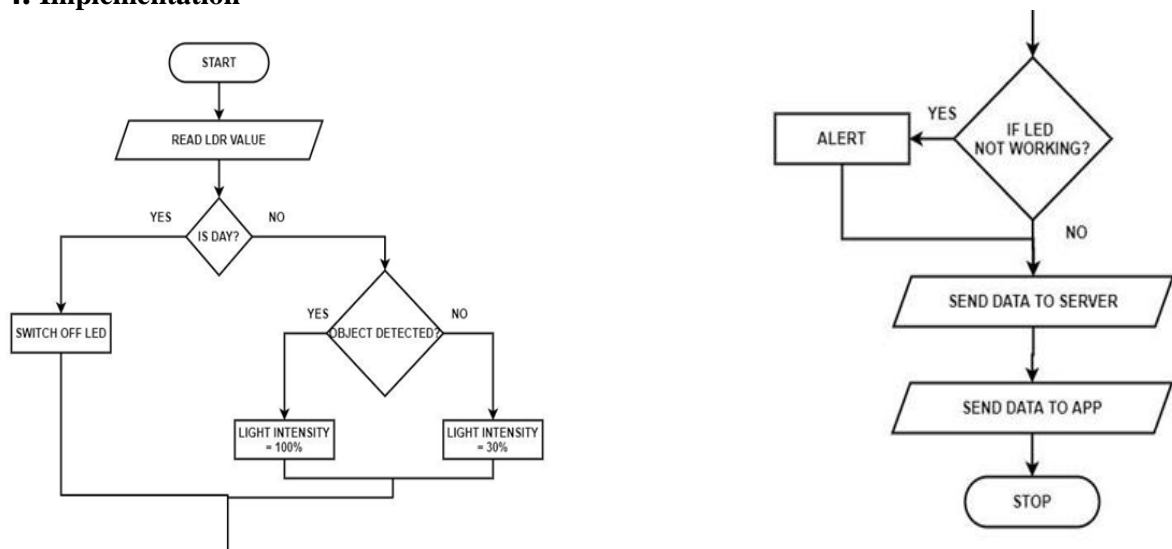 4. Implementation
START
READ LDR VALUE
YES
IS DAY?
NO
SWITCH OFF LED
YES
OBJECT DETECTED?
NO
LIGHT INTENSITY
= 100%
LIGHT INTENSITY
= 30%
YES
ALERT
IF LED
NOT WORKING?
NO
SEND DATA TO SERVER
SEND DATA TO APP
STOP